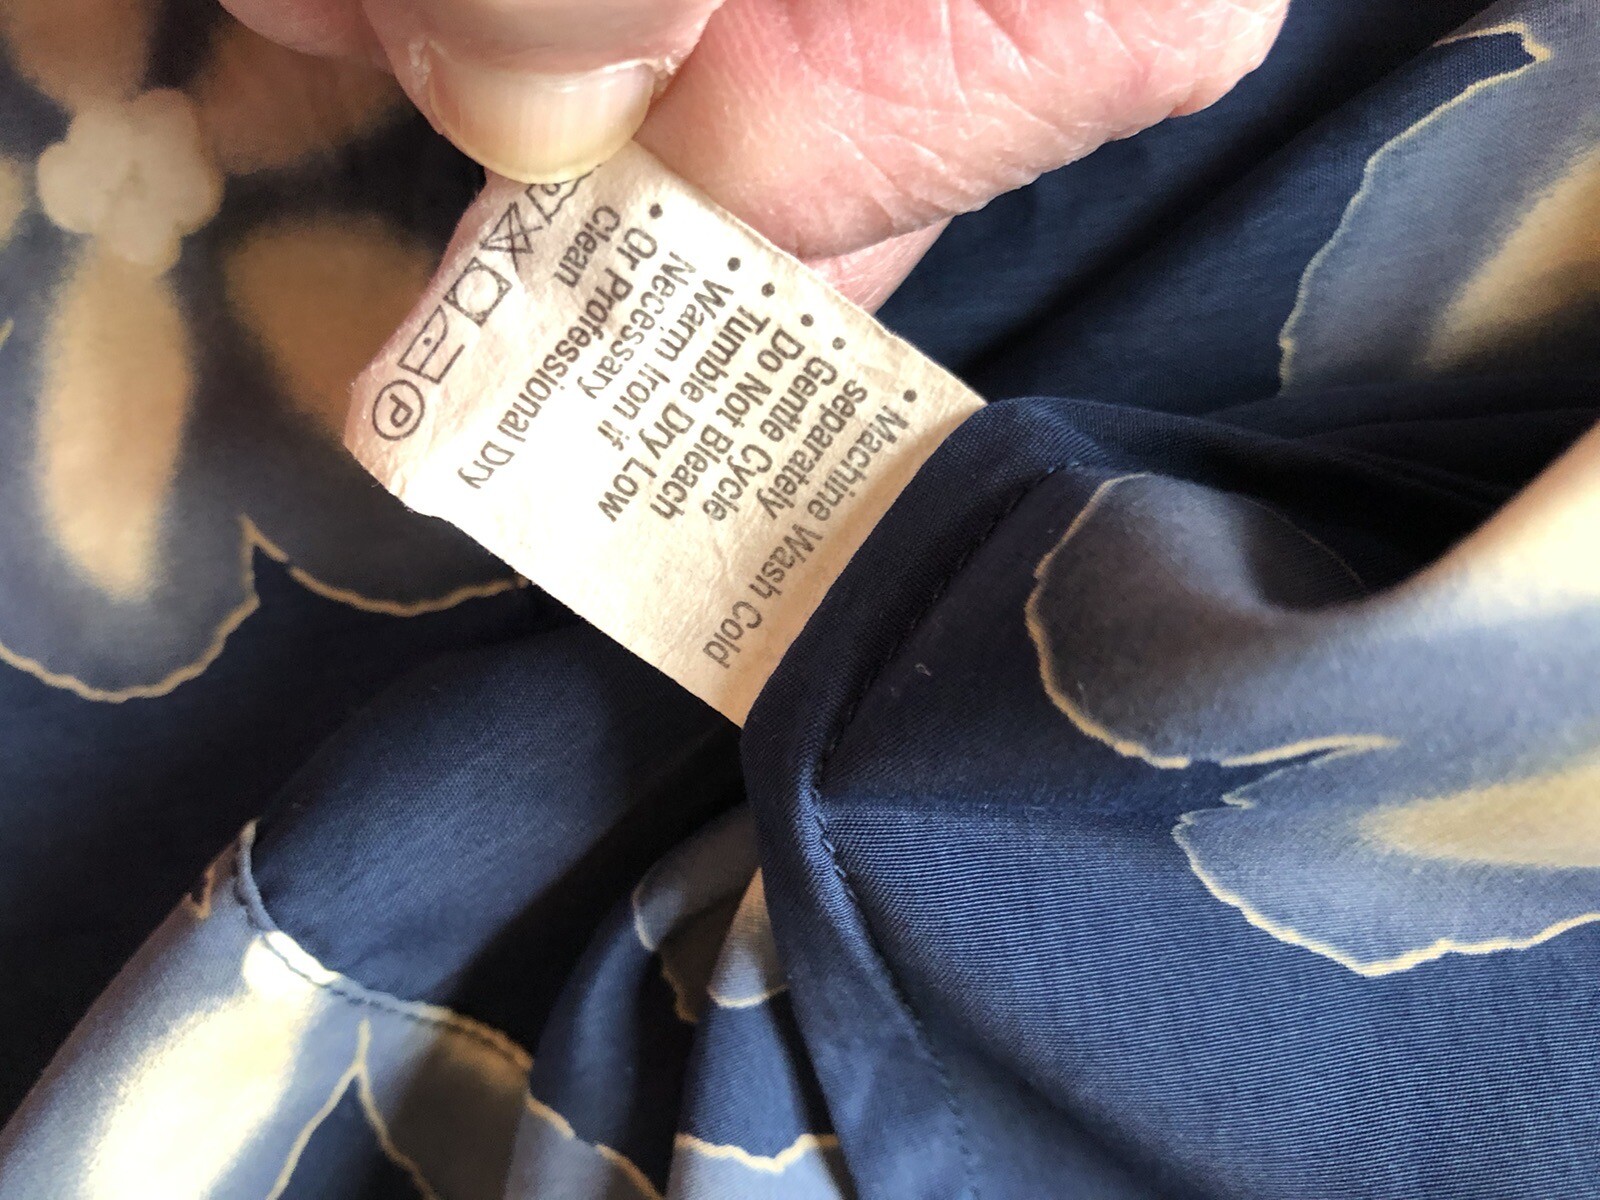 • Machine Wash Cold
separately
• Gentle Cycle
• Do Not Bleach
• Tumble Dry Low
• Warm Iron if
Necessary
• Or Professional Dry
Clean
P